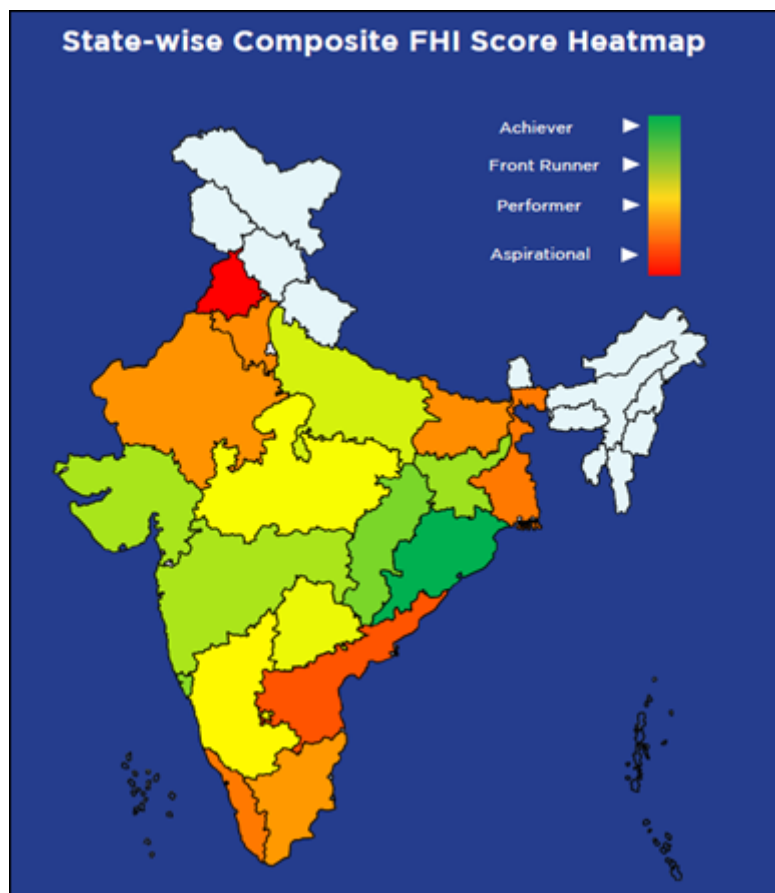 State-wise Composite FHI Score Heatmap
Achiever
Front Runner
Performer
Aspirational